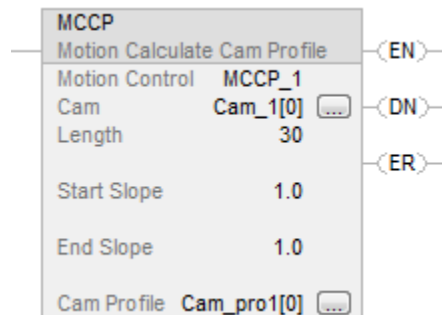 MCCP
Motion Calculate Cam Profile (EN)
Motion Control MCCP_1
Cam Cam_1[0] ... (DN)
Length 30
(ER)
Start Slope 1.0
End Slope 1.0
Cam Profile Cam_pro1[0] ...